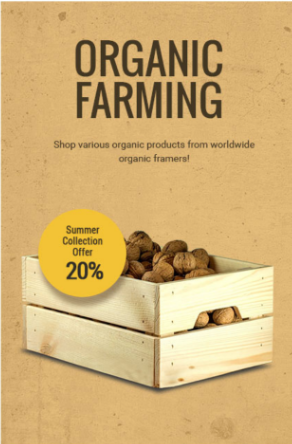 ORGANIC
FARMING
Shop various organic products from worldwide
organic framers!
Summer
Collection
Offer
20%